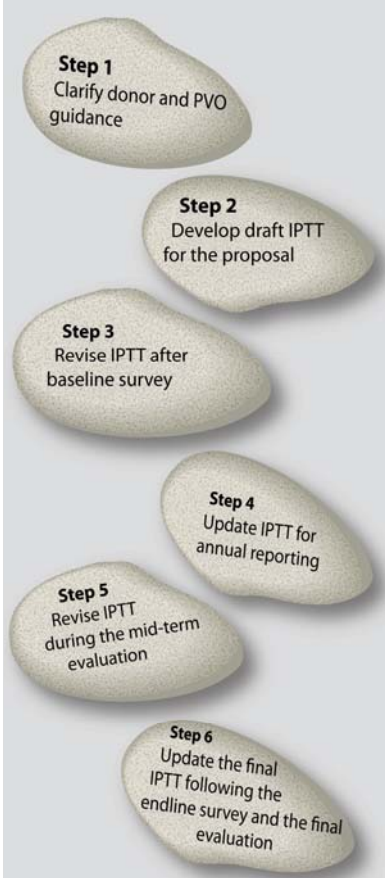 Step 1
Clarify donor and PVO
guidance
Step 2
Develop draft IPTT
for the proposal
Step 3
Revise IPTT after
baseline survey
Step 4
Update IPTT for
annual reporting
Step 5
Revise IPTT
during the mid-term
evaluation
Step 6
Update the final
IPTT following the
endline survey and the final
evaluation